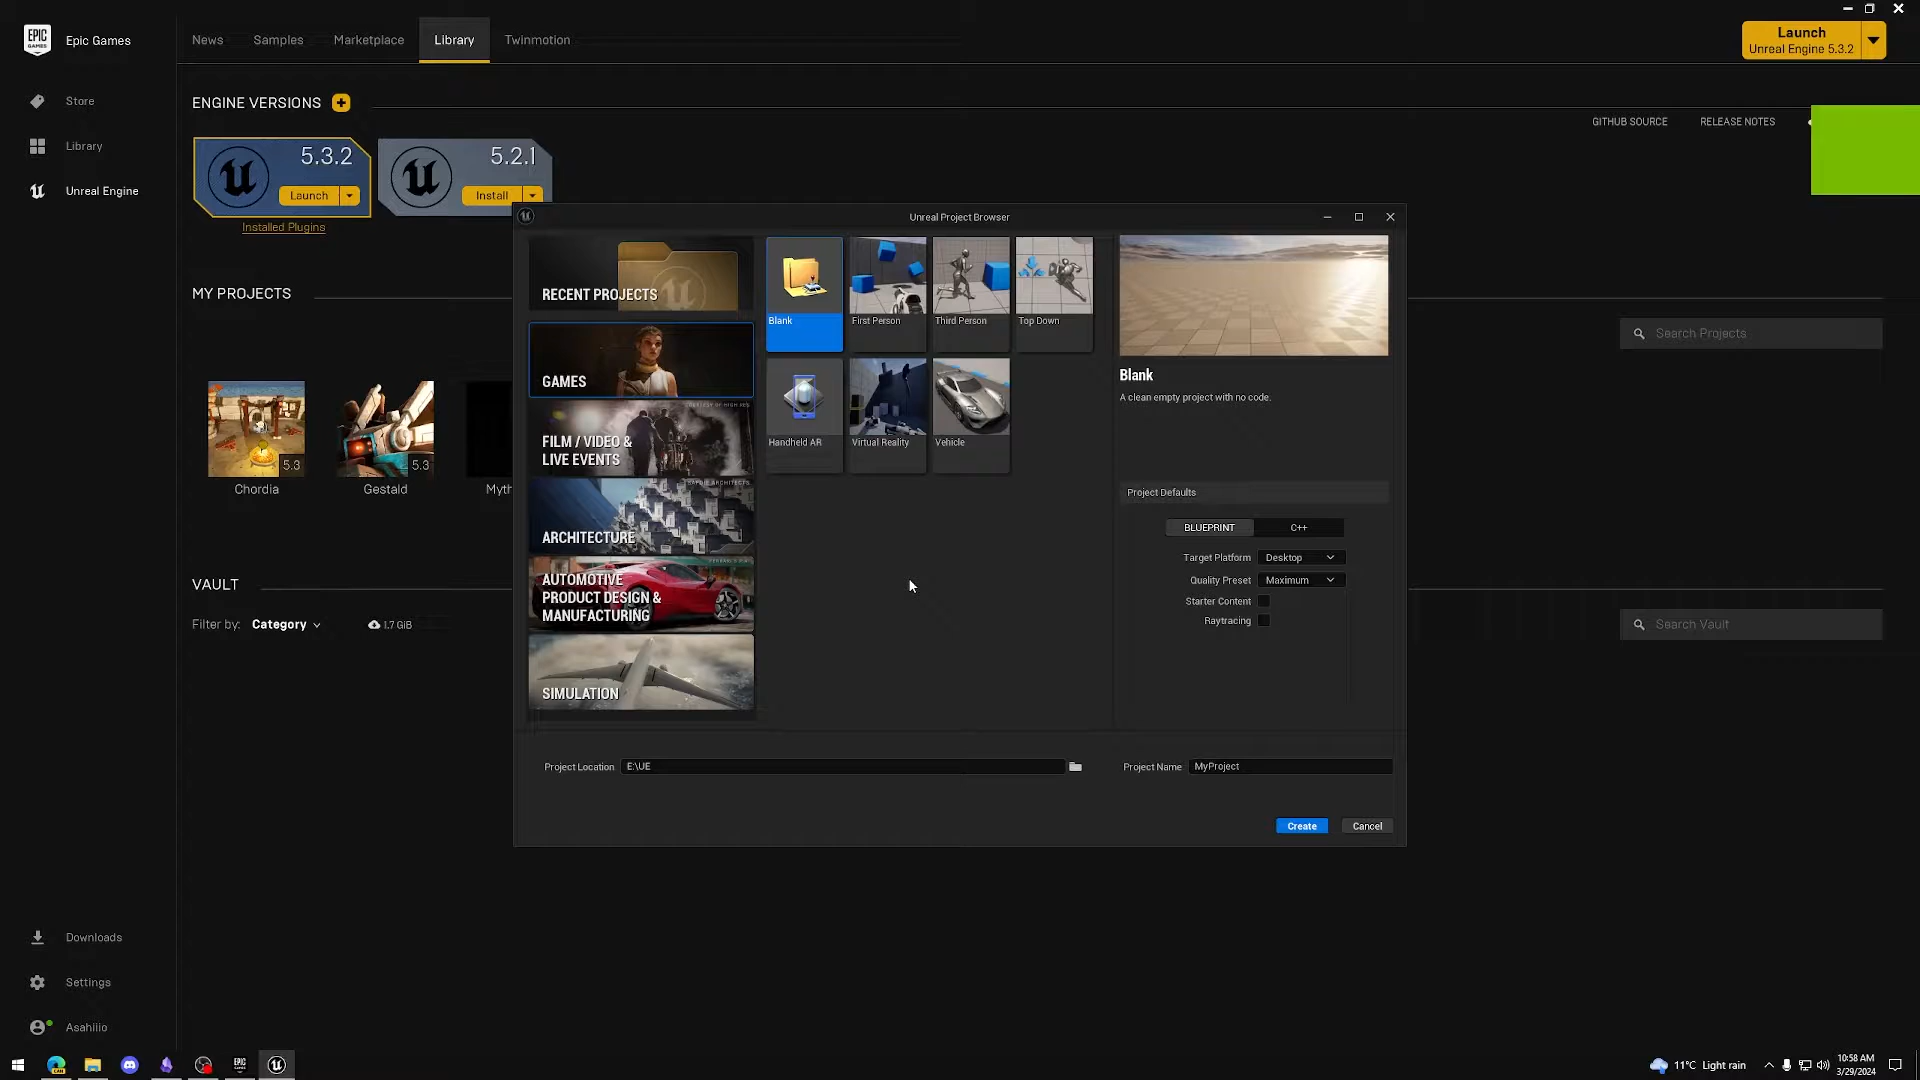 EPIC GAMES
Epic Games
News
Samples
Marketplace
Library
Twinmotion
Launch
Unreal Engine 5.3.2
Store
Library
Unreal Engine
ENGINE VERSIONS
GITHUB SOURCE
RELEASE NOTES
5.3.2
Launch
5.2.1
Install
Installed Plugins
MY PROJECTS
Search Projects
5.3
Chordia
5.3
Gestald
Myth
VAULT
Filter by:
Category
1.7 GiB
Search Vault
Unreal Project Browser
RECENT PROJECTS
GAMES
FILM / VIDEO &
LIVE EVENTS
ARCHITECTURE
AUTOMOTIVE
PRODUCT DESIGN &
MANUFACTURING
SIMULATION
Blank
First Person
Third Person
Top Down
Handheld AR
Virtual Reality
Vehicle
Blank
A clean empty project with no code.
Project Defaults
BLUEPRINT
C++
Target Platform
Desktop
Quality Preset
Maximum
Starter Content
Raytracing
Project Location
E:\UE
Project Name
MyProject
Create
Cancel
Downloads
Settings
Asahiiio
EPIC
11°C Light rain
10:58 AM
3/29/2024